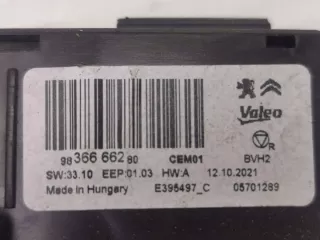 Valeo
R
98 366 662 80 CEM01 BVH2
SW:33.10 EEP:01.03 HW:A 12.10.2021
Made in Hungary E395497_C 05701289